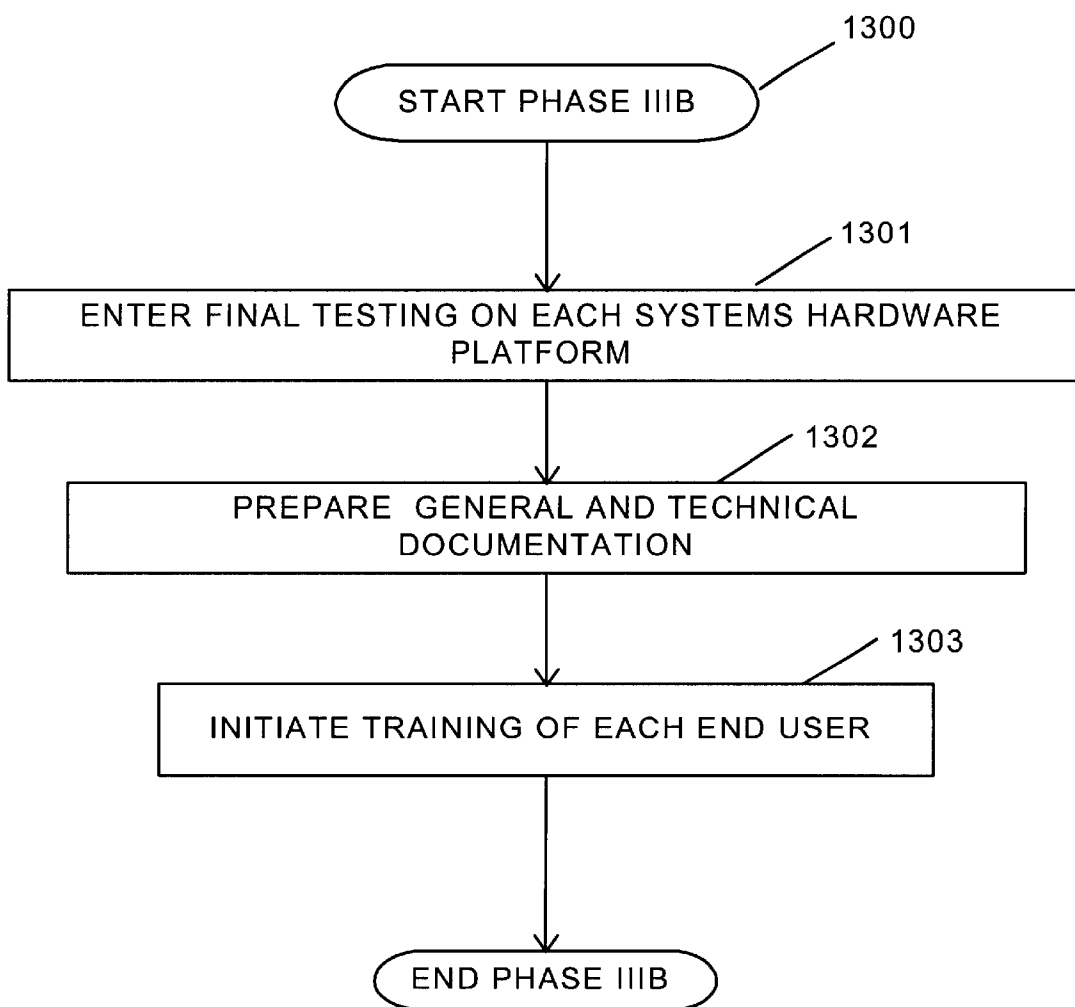 1300
START PHASE IIIB
1301
ENTER FINAL TESTING ON EACH SYSTEMS HARDWARE
PLATFORM
1302
PREPARE GENERAL AND TECHNICAL
DOCUMENTATION
1303
INITIATE TRAINING OF EACH END USER
END PHASE IIIB